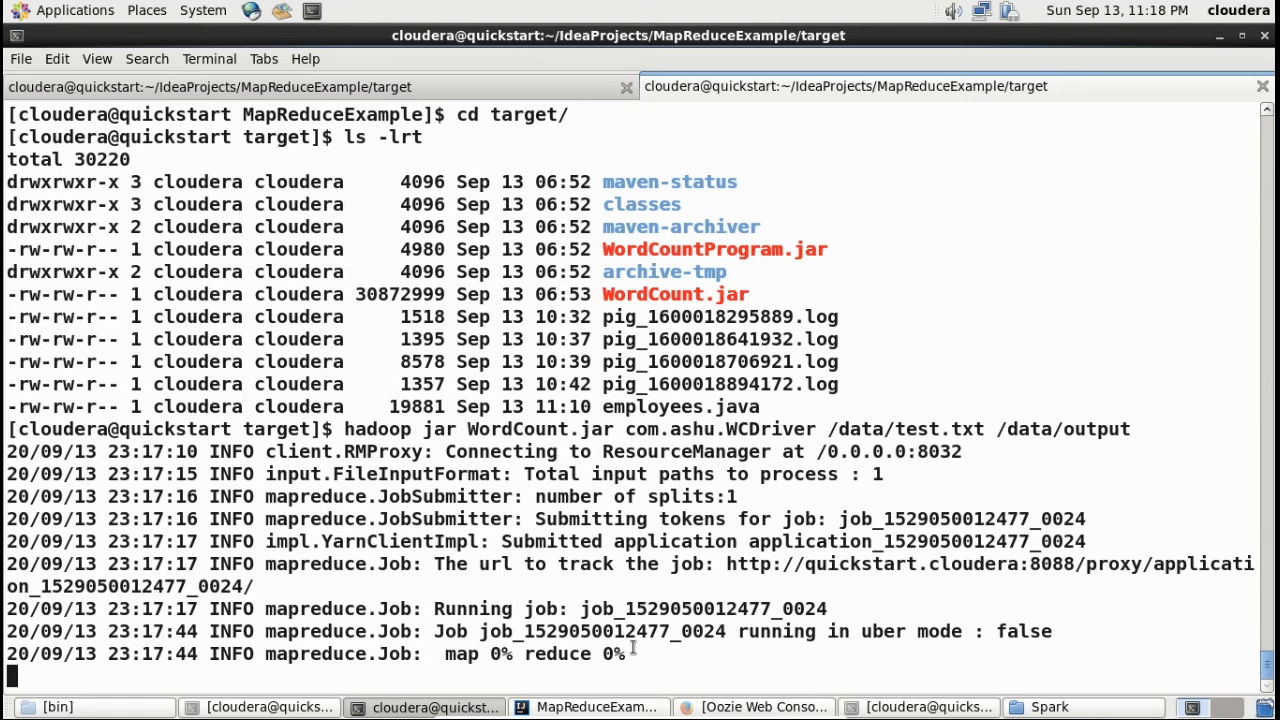 Applications Places System Sun Sep 13, 11:18 PM cloudera
cloudera@quickstart:~/IdeaProjects/MapReduceExample/target
File Edit View Search Terminal Tabs Help
cloudera@quickstart:~/IdeaProjects/MapReduceExample/target cloudera@quickstart:~/IdeaProjects/MapReduceExample/target
[cloudera@quickstart MapReduceExample]$ cd target/
[cloudera@quickstart target]$ ls -lrt
total 30220
drwxrwxr-x 3 cloudera cloudera 4096 Sep 13 06:52 maven-status
drwxrwxr-x 3 cloudera cloudera 4096 Sep 13 06:52 classes
drwxrwxr-x 2 cloudera cloudera 4096 Sep 13 06:52 maven-archiver
-rw-rw-r-- 1 cloudera cloudera 4980 Sep 13 06:52 WordCountProgram.jar
drwxrwxr-x 2 cloudera cloudera 4096 Sep 13 06:52 archive-tmp
-rw-rw-r-- 1 cloudera cloudera 30872999 Sep 13 06:53 WordCount.jar
-rw-rw-r-- 1 cloudera cloudera 1518 Sep 13 10:32 pig_1600018295889.log
-rw-rw-r-- 1 cloudera cloudera 1395 Sep 13 10:37 pig_1600018641932.log
-rw-rw-r-- 1 cloudera cloudera 8578 Sep 13 10:39 pig_1600018706921.log
-rw-rw-r-- 1 cloudera cloudera 1357 Sep 13 10:42 pig_1600018894172.log
-rw-rw-r-- 1 cloudera cloudera 19881 Sep 13 11:10 employees.java
[cloudera@quickstart target]$ hadoop jar WordCount.jar com.ashu.WCDriver /data/test.txt /data/output
20/09/13 23:17:10 INFO client.RMProxy: Connecting to ResourceManager at /0.0.0.0:8032
20/09/13 23:17:15 INFO input.FileInputFormat: Total input paths to process : 1
20/09/13 23:17:16 INFO mapreduce.JobSubmitter: number of splits:1
20/09/13 23:17:16 INFO mapreduce.JobSubmitter: Submitting tokens for job: job_1529050012477_0024
20/09/13 23:17:17 INFO impl.YarnClientImpl: Submitted application application_1529050012477_0024
20/09/13 23:17:17 INFO mapreduce.Job: The url to track the job: http://quickstart.cloudera:8088/proxy/applicati
on_1529050012477_0024/
20/09/13 23:17:17 INFO mapreduce.Job: Running job: job_1529050012477_0024
20/09/13 23:17:44 INFO mapreduce.Job: Job job_1529050012477_0024 running in uber mode : false
20/09/13 23:17:44 INFO mapreduce.Job:  map 0% reduce 0%
[bin] [cloudera@quicks... cloudera@quickst... MapReduceExam... [Oozie Web Conso... [cloudera@quicks... Spark